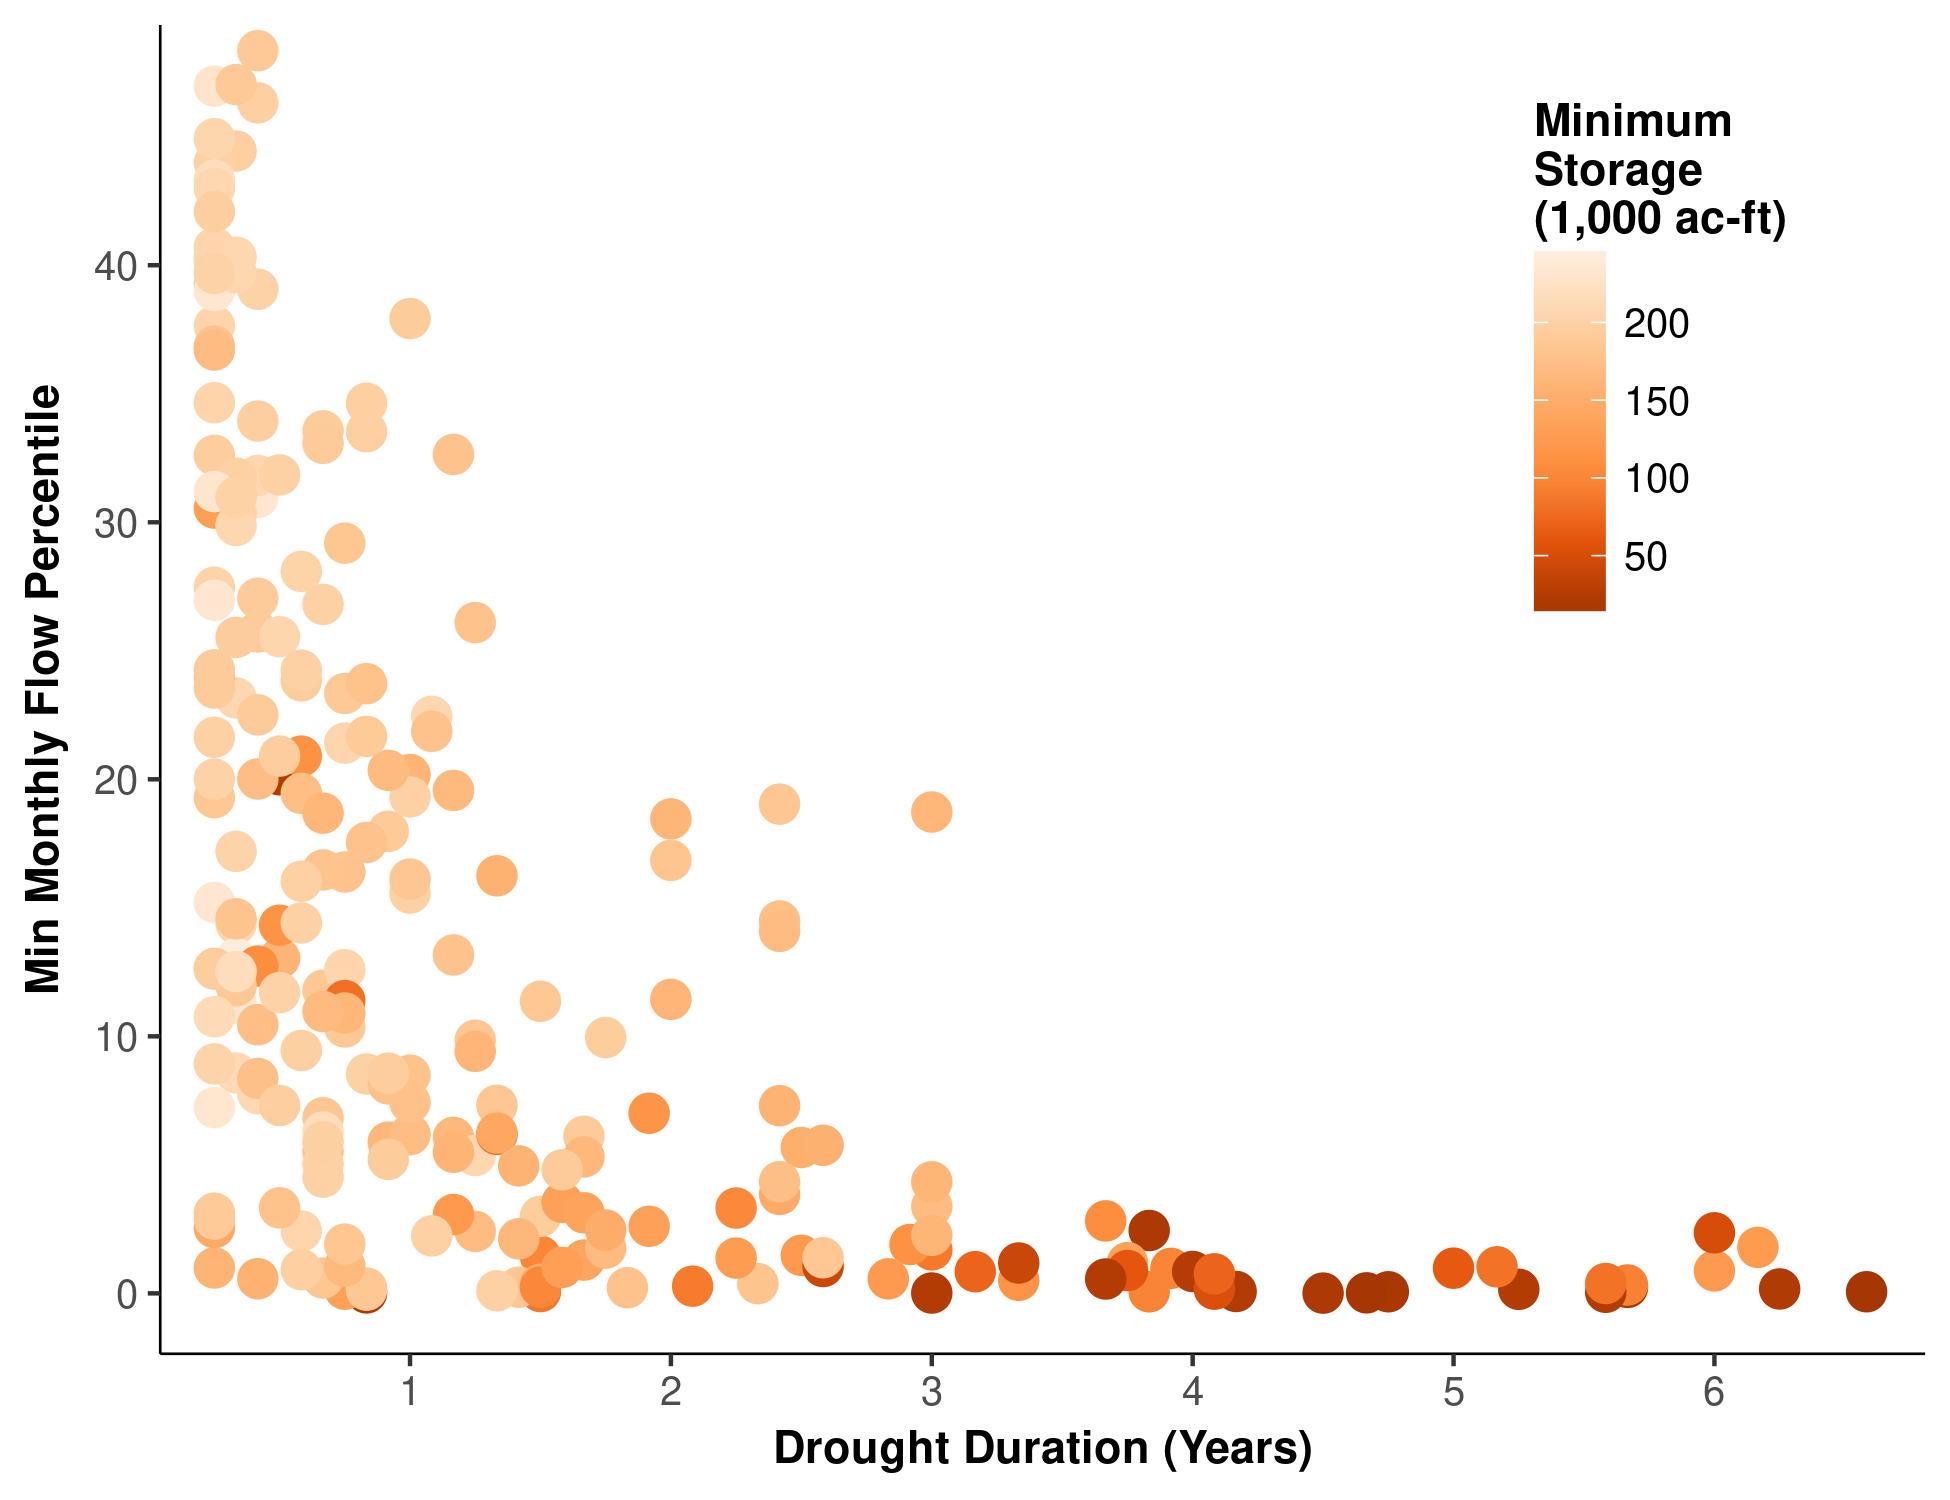 Minimum
Storage
(1,000 ac-ft)
200
150
100
50
Min Monthly Flow Percentile
40
30
20
10
0
1 2 3 4 5 6
Drought Duration (Years)